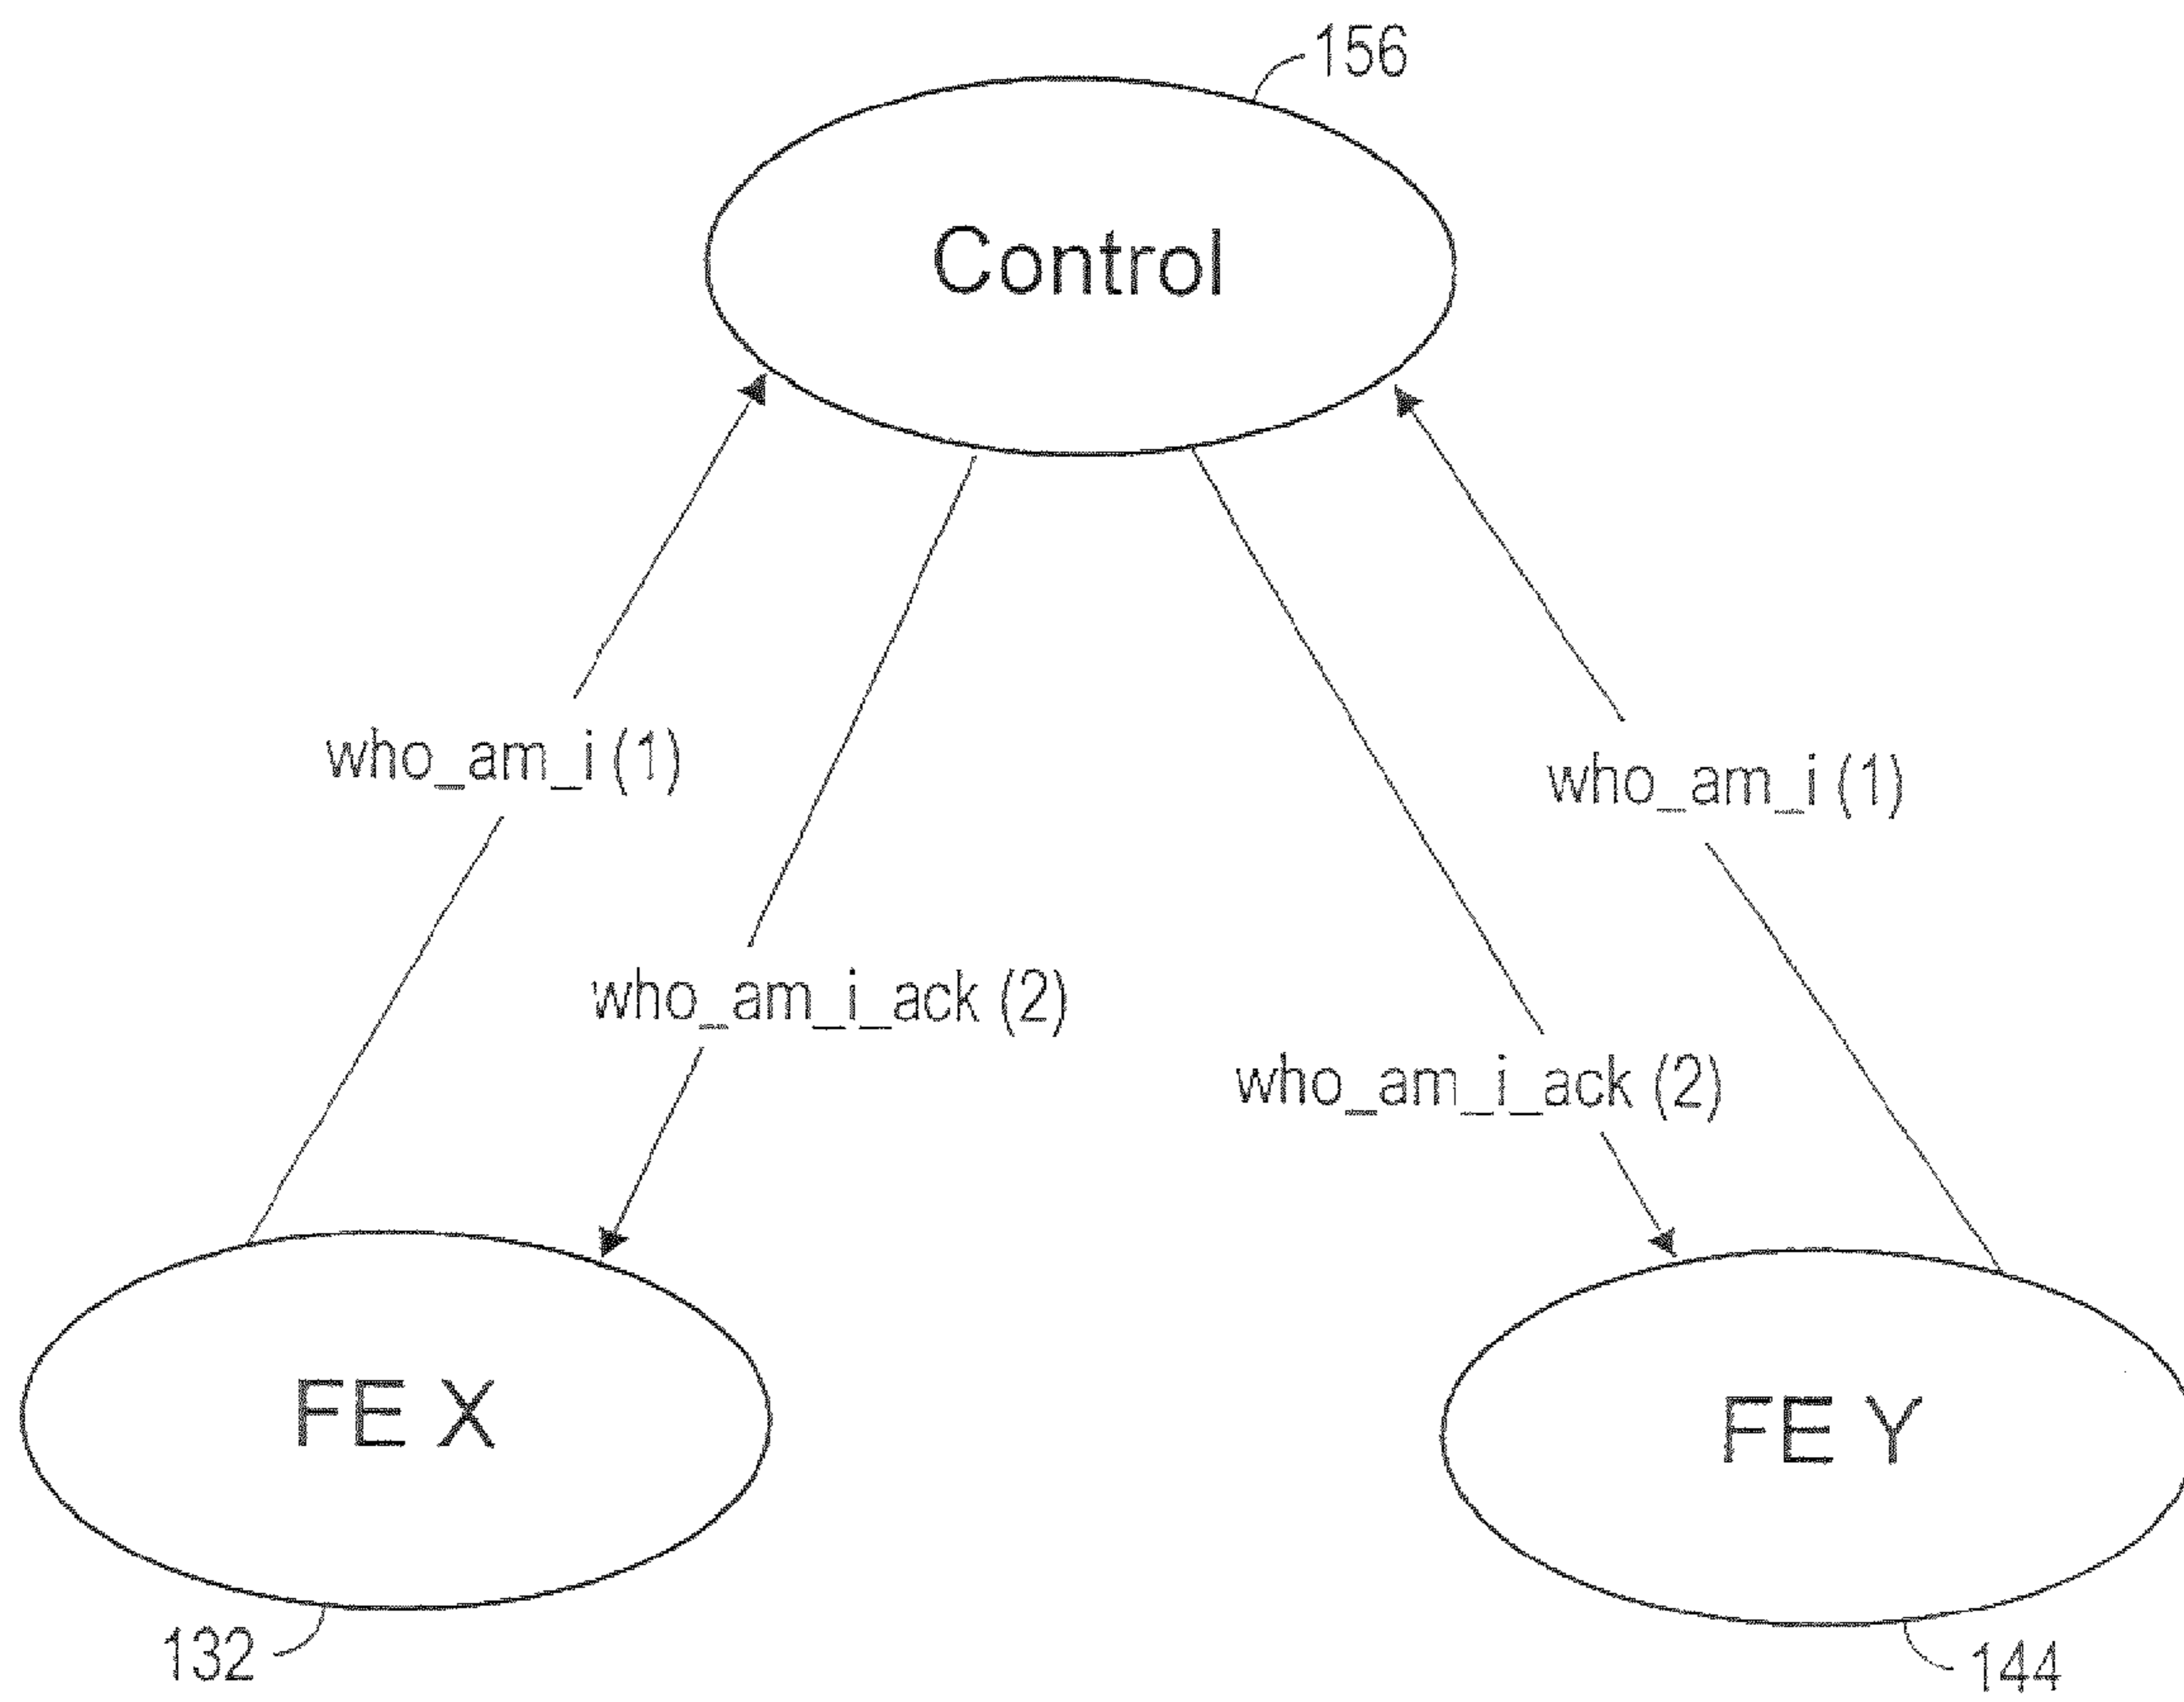 156
Control
who_am_i (1)
who_am_i (1)
who_am_i_ack (2)
who_am_i_ack (2)
FE X
FE Y
132
144